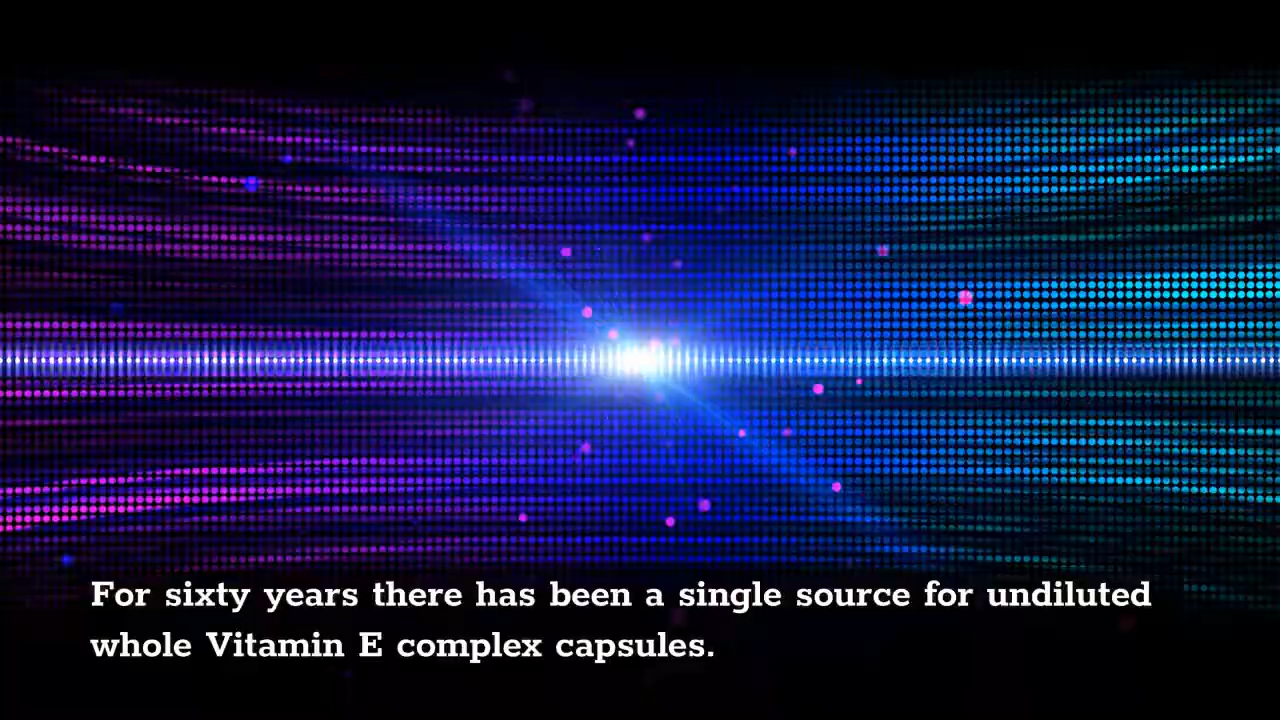 For sixty years there has been a single source for undiluted
whole Vitamin E complex capsules.